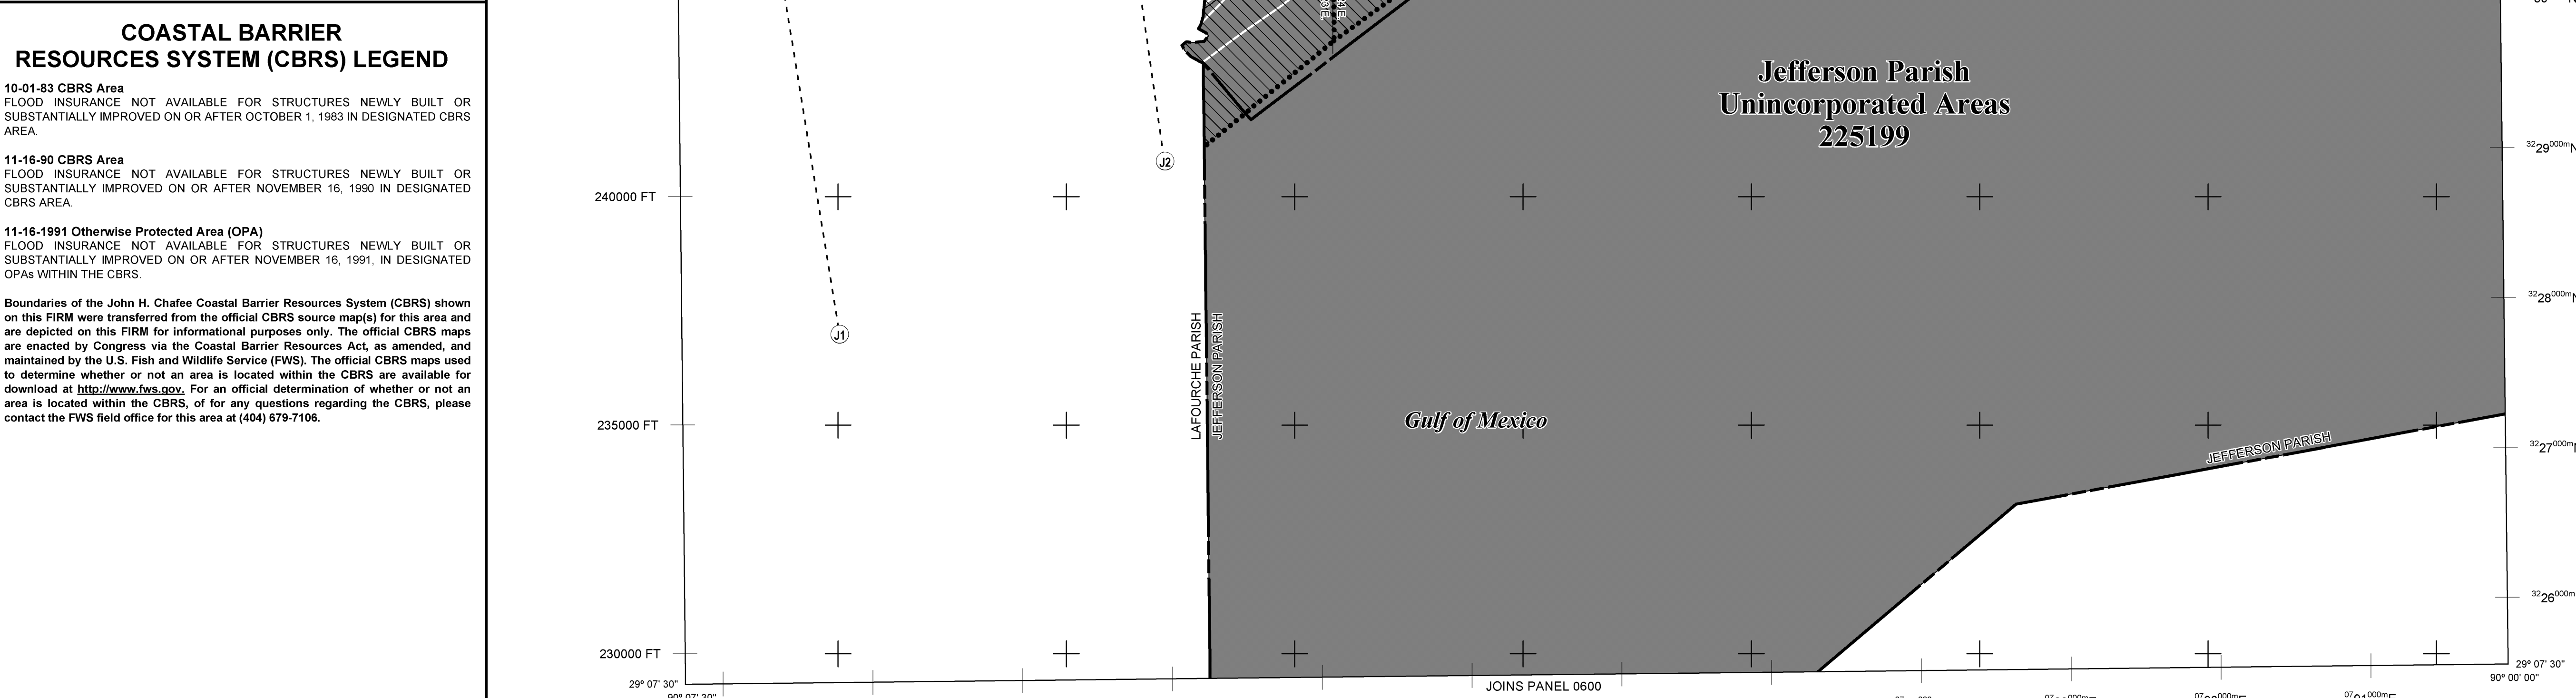 COASTAL BARRIER
RESOURCES SYSTEM (CBRS) LEGEND
10-01-83 CBRS Area
FLOOD INSURANCE NOT AVAILABLE FOR STRUCTURES NEWLY BUILT OR
SUBSTANTIALLY IMPROVED ON OR AFTER OCTOBER 1, 1983 IN DESIGNATED CBRS
AREA.
11-16-90 CBRS Area
FLOOD INSURANCE NOT AVAILABLE FOR STRUCTURES NEWLY BUILT OR
SUBSTANTIALLY IMPROVED ON OR AFTER NOVEMBER 16, 1990 IN DESIGNATED
CBRS AREA.
11-16-1991 Otherwise Protected Area (OPA)
FLOOD INSURANCE NOT AVAILABLE FOR STRUCTURES NEWLY BUILT OR
SUBSTANTIALLY IMPROVED ON OR AFTER NOVEMBER 16, 1991, IN DESIGNATED
OPAs WITHIN THE CBRS.
Boundaries of the John H. Chafee Coastal Barrier Resources System (CBRS) shown
on this FIRM were transferred from the official CBRS source map(s) for this area and
are depicted on this FIRM for informational purposes only. The official CBRS maps
are enacted by Congress via the Coastal Barrier Resources Act, as amended, and
maintained by the U.S. Fish and Wildlife Service (FWS). The official CBRS maps used
to determine whether or not an area is located within the CBRS are available for
download at http://www.fws.gov. For an official determination of whether or not an
area is located within the CBRS, of for any questions regarding the CBRS, please
contact the FWS field office for this area at (404) 679-7106.
Jefferson Parish
Unincorporated Areas
225199
3229000mN
J2
240000 FT
3228000mN
J1
LAFOURCHE PARISH
JEFFERSON PARISH
235000 FT
Gulf of Mexico
JEFFERSON PARISH
3227000m
3226000m
230000 FT
29° 07' 30"
29° 07' 30"
JOINS PANEL 0600
90° 00' 00"
90° 07' 30"